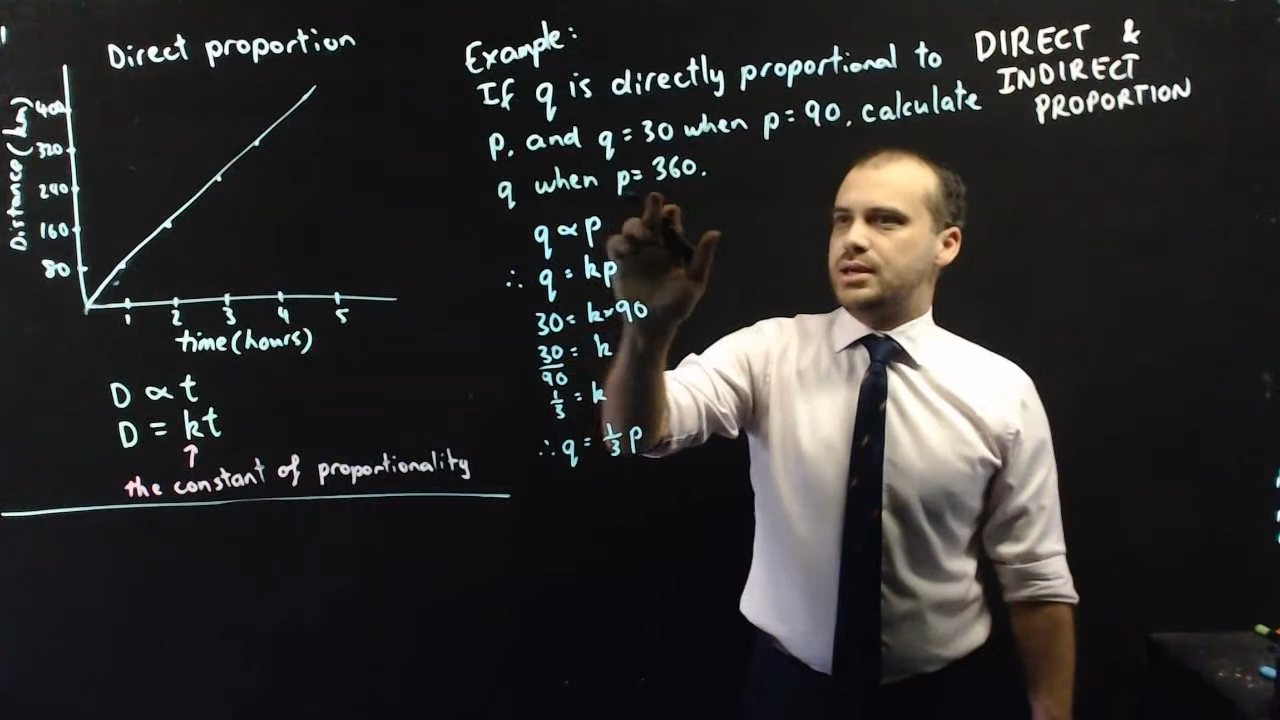 Direct proportion
Distance (km)
400
320
240
160
80
1 2 3 4 5
time (hours)
D ∝ t
D = kt
↑
the constant of proportionality
Example:
If q is directly proportional to
p, and q = 30 when p = 90, calculate
q when p = 360.
q ∝ p
∴ q = kp
30 = k×90
30/90 = k
1/3 = k
∴ q = 1/3 p
DIRECT &
INDIRECT
PROPORTION